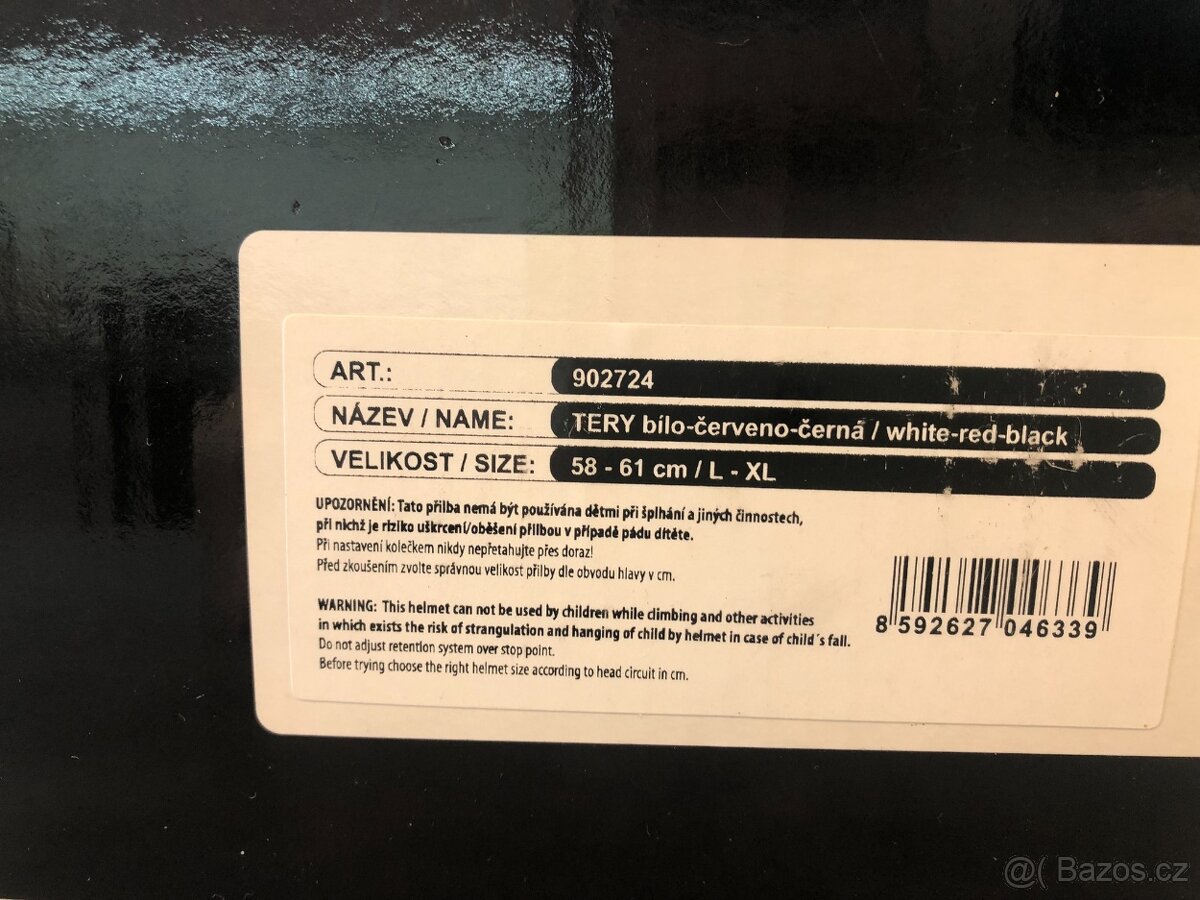 ART.: 902724
NÁZEV / NAME: TERY bílo-červeno-černá / white-red-black
VELIKOST / SIZE: 58 - 61 cm / L - XL
UPOZORNĚNÍ: Tato přilba nemá být používána dětmi při šplhání a jiných činnostech,
při nichž je riziko uškrcení/oběšení přilbou v případě pádu dítěte.
Při nastavení kolečkem nikdy nepřetahujte přes doraz!
Před zkoušením zvolte správnou velikost přilby dle obvodu hlavy v cm.
WARNING: This helmet can not be used by children while climbing and other activities
in which exists the risk of strangulation and hanging of child by helmet in case of child´s fall.
Do not adjust retention system over stop point.
Before trying choose the right helmet size according to head circuit in cm.
8 592627 046339
@( Bazos.cz